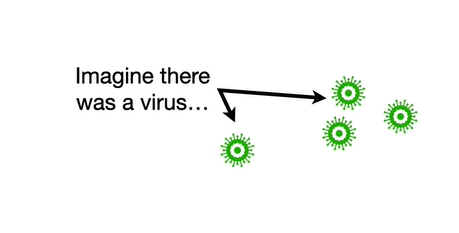 Imagine there
was a virus…